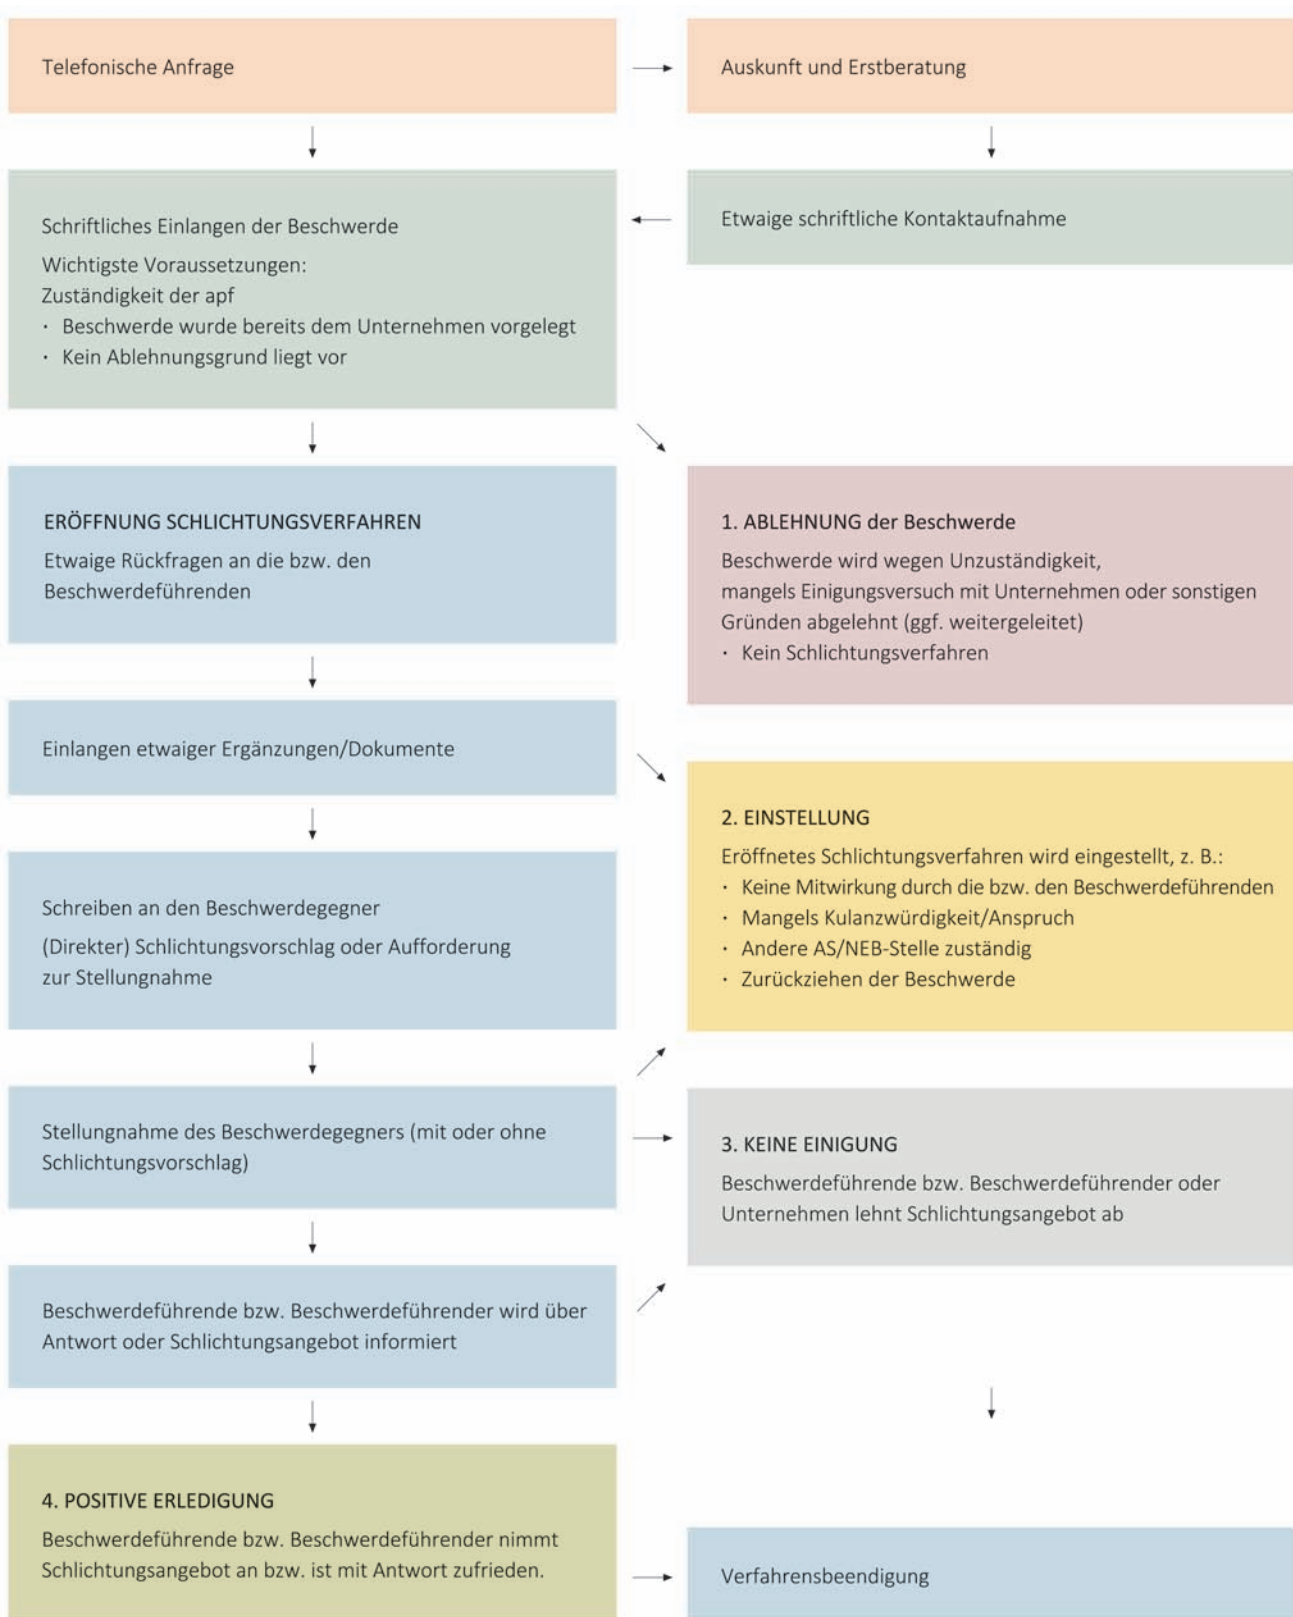 Telefonische Anfrage
Auskunft und Erstberatung
Schriftliches Einlangen der Beschwerde
Wichtigste Voraussetzungen:
Zuständigkeit der apf
· Beschwerde wurde bereits dem Unternehmen vorgelegt
· Kein Ablehnungsgrund liegt vor
Etwaige schriftliche Kontaktaufnahme
ERÖFFNUNG SCHLICHTUNGSVERFAHREN
Etwaige Rückfragen an die bzw. den
Beschwerdeführenden
1. ABLEHNUNG der Beschwerde
Beschwerde wird wegen Unzuständigkeit,
mangels Einigungsversuch mit Unternehmen oder sonstigen
Gründen abgelehnt (ggf. weitergeleitet)
· Kein Schlichtungsverfahren
Einlangen etwaiger Ergänzungen/Dokumente
2. EINSTELLUNG
Eröffnetes Schlichtungsverfahren wird eingestellt, z. B.:
· Keine Mitwirkung durch die bzw. den Beschwerdeführenden
· Mangels Kulanzwürdigkeit/Anspruch
· Andere AS/NEB-Stelle zuständig
· Zurückziehen der Beschwerde
Schreiben an den Beschwerdegegner
(Direkter) Schlichtungsvorschlag oder Aufforderung
zur Stellungnahme
Stellungnahme des Beschwerdegegners (mit oder ohne
Schlichtungsvorschlag)
3. KEINE EINIGUNG
Beschwerdeführende bzw. Beschwerdeführender oder
Unternehmen lehnt Schlichtungsangebot ab
Beschwerdeführende bzw. Beschwerdeführender wird über
Antwort oder Schlichtungsangebot informiert
4. POSITIVE ERLEDIGUNG
Beschwerdeführende bzw. Beschwerdeführender nimmt
Schlichtungsangebot an bzw. ist mit Antwort zufrieden.
Verfahrensbeendigung